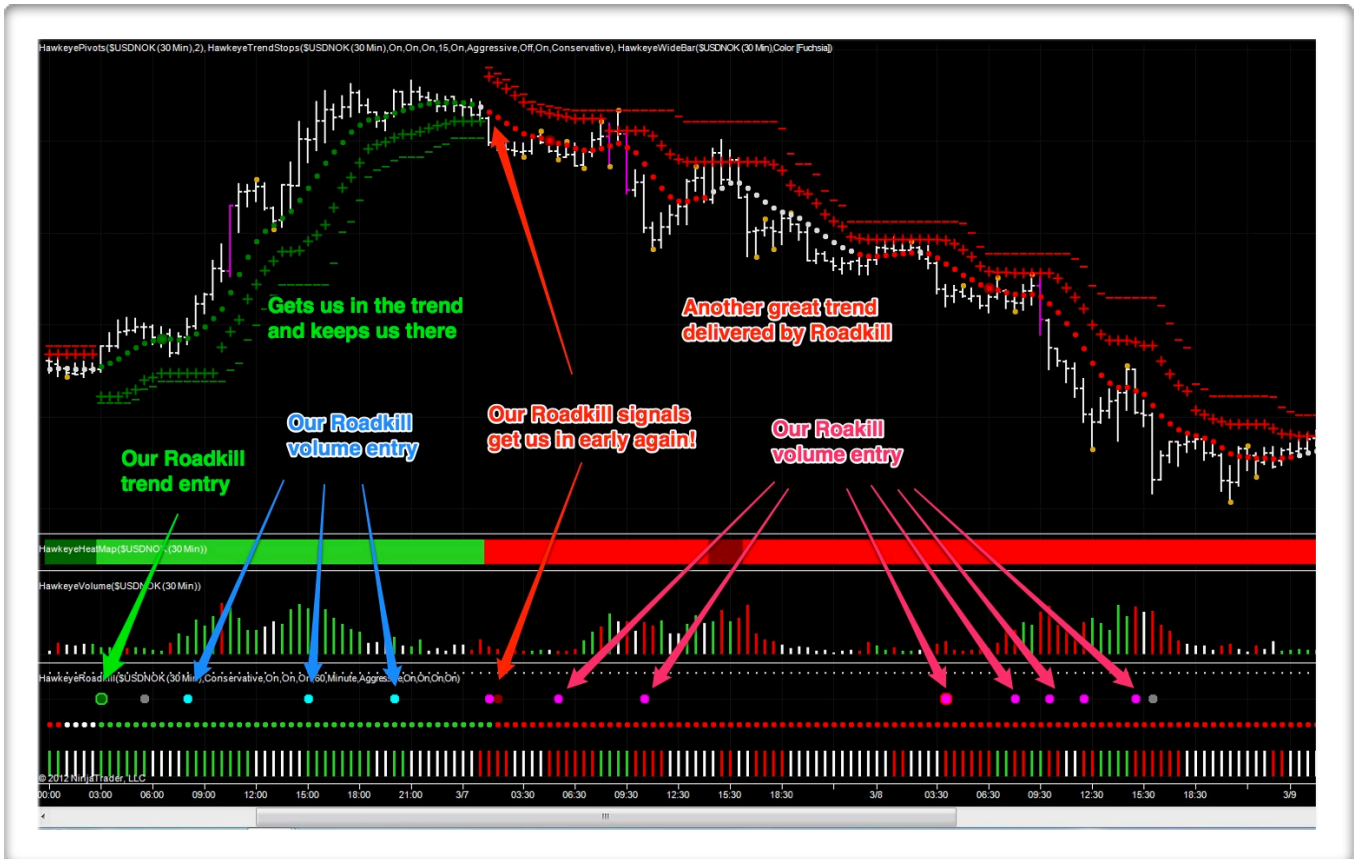 HawkeyePivots($USDNOK (30 Min),2), HawkeyeTrendStops($USDNOK (30 Min),On,On,On,15,On,Aggressive,Off,On,Conservative), HawkeyeWideBar($USDNOK (30 Min),Color [Fuchsia])
Gets us in the trend
and keeps us there
Another great trend
delivered by Roadkill
Our Roadkill
volume entry
Our Roadkill signals
get us in early again!
Our Roakill
volume entry
Our Roadkill
trend entry
HawkeyeHeatMap($USDNOK (30 Min))
HawkeyeVolume($USDNOK (30 Min))
HawkeyeRoadkill($USDNOK (30 Min),Conservative,On,On,On,60,Minute,Aggressive,On,On,On,On)
© 2012 NinjaTrader, LLC
00:00 03:00 06:00 09:00 12:00 15:00 18:00 21:00 3/7 03:30 06:30 09:30 12:30 15:30 18:30 3/8 03:30 06:30 09:30 12:30 15:30 18:30 3/9